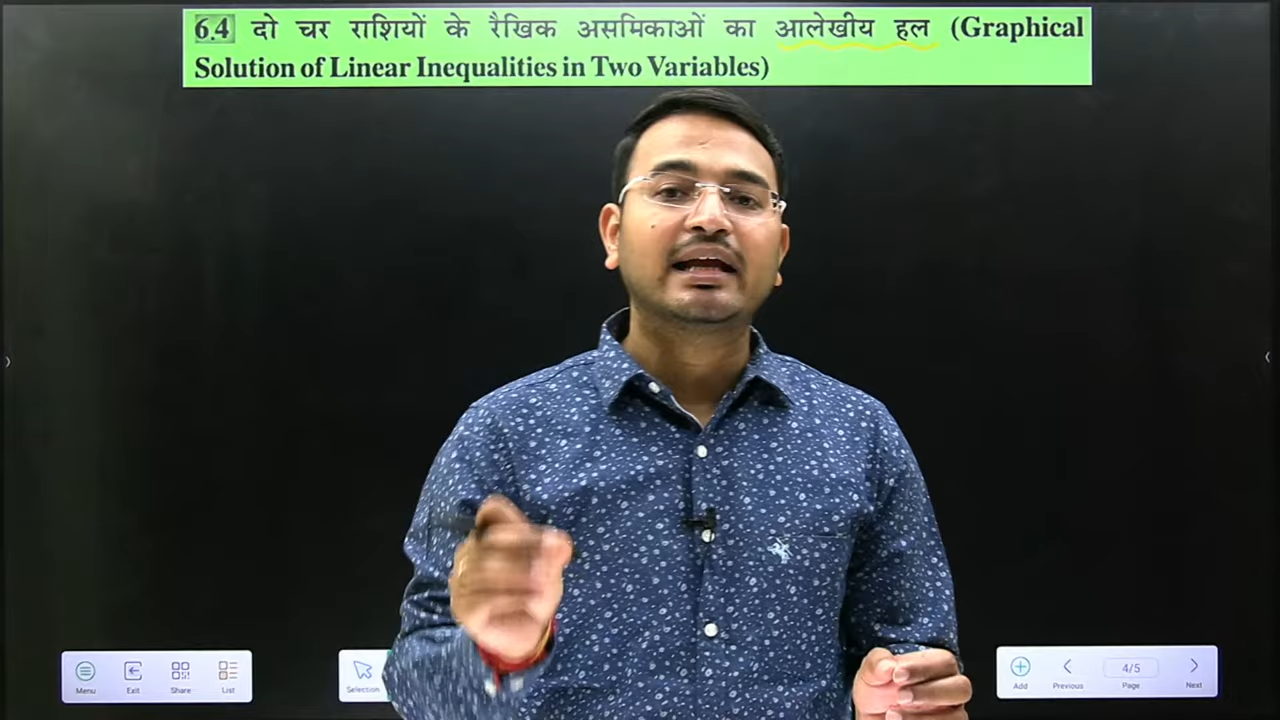 6.4 दो चर राशियों के रैखिक असमिकाओं का आलेखीय हल (Graphical
Solution of Linear Inequalities in Two Variables)
Menu
Exit
Share
List
Selection
Add
Previous
4/5
Page
Next